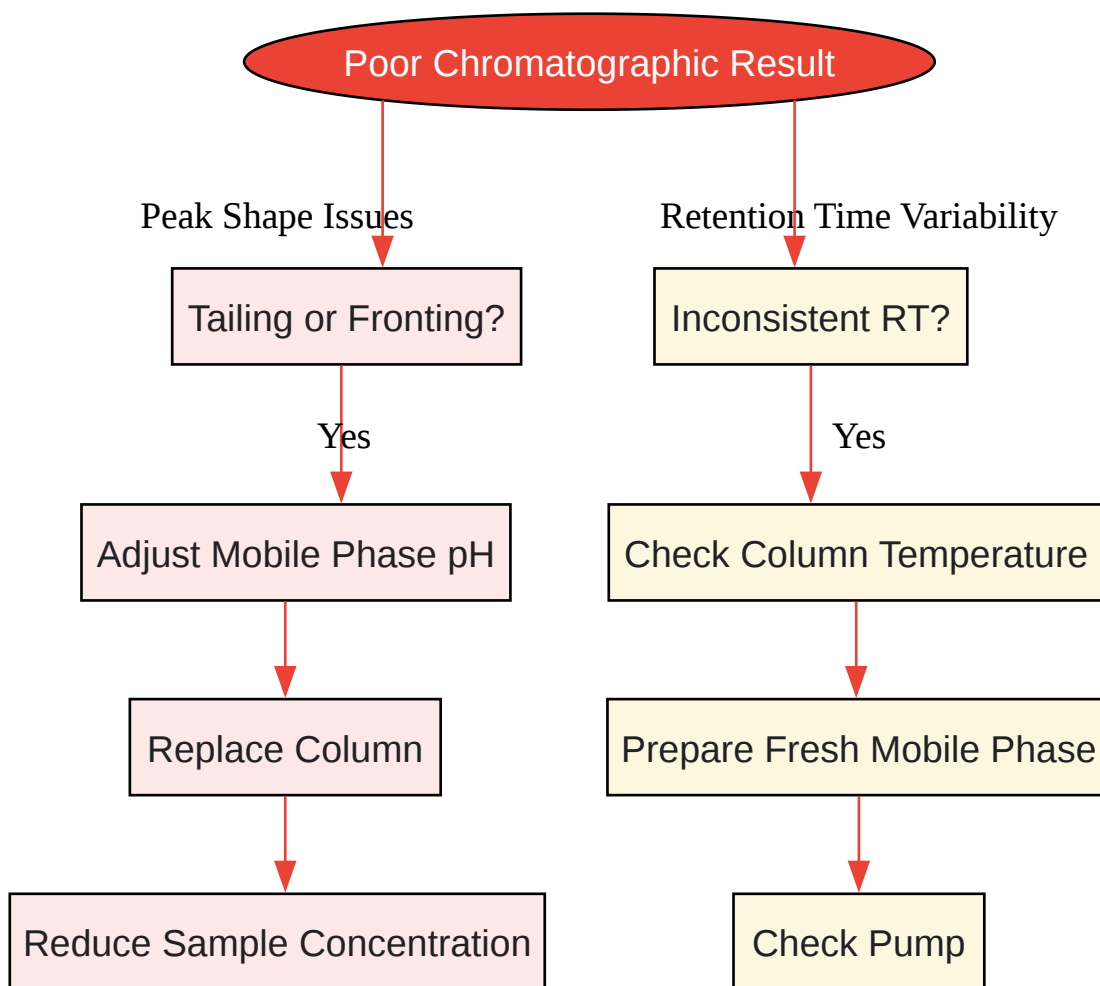 Poor Chromatographic Result
Peak Shape Issues
Retention Time Variability
Tailing or Fronting?
Inconsistent RT?
Yes
Yes
Adjust Mobile Phase pH
Check Column Temperature
Replace Column
Prepare Fresh Mobile Phase
Reduce Sample Concentration
Check Pump